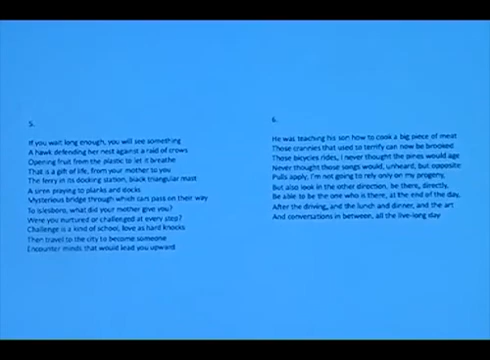 5.
If you wait long enough, you will see something
A hawk defending her nest against a raid of crows
Opening fruit from the plastic to let it breathe
That is a gift of life, from your mother to you
The ferry in its docking station, black triangular mast
A siren praying to planks and docks
Mysterious bridge through which cars pass on their way
To Islesboro, what did your mother give you?
Were you nurtured or challenged at every step?
Challenge is a kind of school, love as hard knocks
Then travel to the city to become someone
Encounter minds that would lead you upward
6.
He was teaching his son how to cook a big piece of meat
Those crannies that used to terrify can now be brooked
Those bicycles rides, I never thought the pines would age
Never thought those songs would, unheard, but opposite
Pulls apply, I'm not going to rely only on my progeny,
But also look in the other direction, be there, directly,
Be able to be the one who is there, at the end of the day,
After the driving, and the lunch and dinner, and the art
And conversations in between, all the live-long day